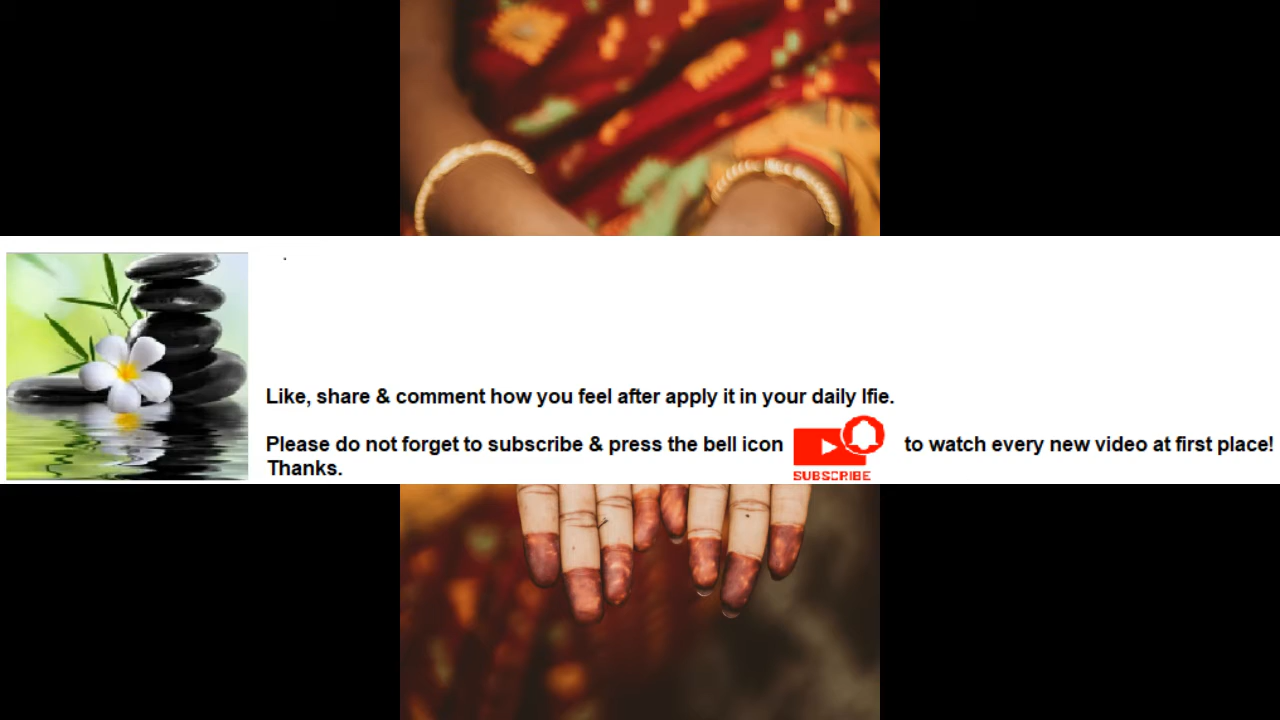 .
Like, share & comment how you feel after apply it in your daily lfie.
Please do not forget to subscribe & press the bell icon SUBSCRIBE to watch every new video at first place!
Thanks.